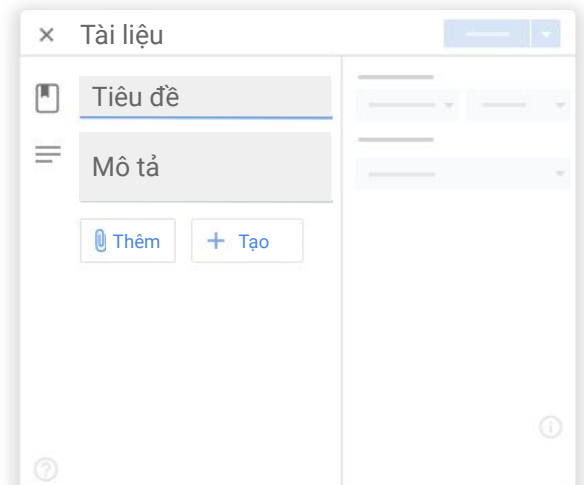 Tài liệu
Tiêu đề
Mô tả
Thêm
Tạo